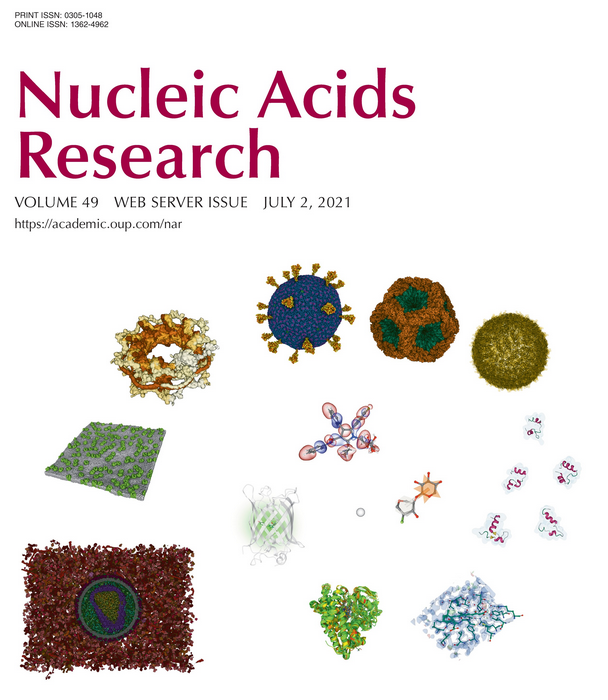 PRINT ISSN: 0305-1048
ONLINE ISSN: 1362-4962
Nucleic Acids
Research
VOLUME 49 WEB SERVER ISSUE JULY 2, 2021
https://academic.oup.com/nar